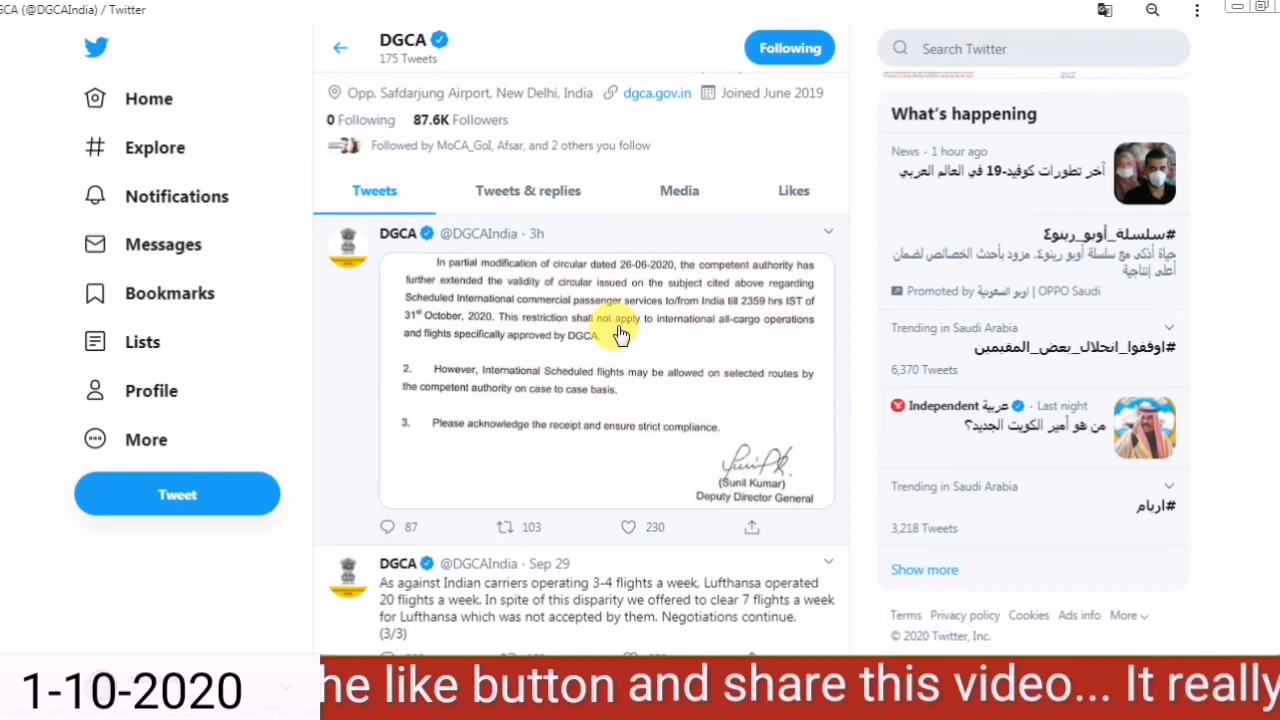 GCA (@DGCAIndia) / Twitter
Home
Explore
Notifications
Messages
Bookmarks
Lists
Profile
More
Tweet
DGCA
175 Tweets
Following
Opp. Safdarjung Airport, New Delhi, India dgca.gov.in Joined June 2019
0 Following 87.6K Followers
Followed by MoCA_GoI, Afsar, and 2 others you follow
Tweets Tweets & replies Media Likes
DGCA @DGCAIndia · 3h
In partial modification of circular dated 26-06-2020, the competent authority has
further extended the validity of circular issued on the subject cited above regarding
Scheduled International commercial passenger services to/from India till 2359 hrs IST of
31st October, 2020. This restriction shall not apply to international all-cargo operations
and flights specifically approved by DGCA.
2. However, International Scheduled flights may be allowed on selected routes by
the competent authority on case to case basis.
3. Please acknowledge the receipt and ensure strict compliance.
(Sunil Kumar)
Deputy Director General
87 103 230
DGCA @DGCAIndia · Sep 29
As against Indian carriers operating 3-4 flights a week, Lufthansa operated
20 flights a week. In spite of this disparity we offered to clear 7 flights a week
for Lufthansa which was not accepted by them. Negotiations continue.
(3/3)
Search Twitter
What's happening
News · 1 hour ago
آخر تطورات كوفيد-19 في العالم العربي
#سلسلة_أوبو_رينو٤
حياة أذكى مع سلسلة أوبو رينو٤. مزود بأحدث الخصائص لضمان
أعلى إنتاجية
Promoted by اوبو السعودية | OPPO Saudi
Trending in Saudi Arabia
#اوقفوا_انحلال_بعض_المقيمين
6,370 Tweets
Independent عربية · Last night
من هو أمير الكويت الجديد؟
Trending in Saudi Arabia
3,218 Tweets
Show more
Terms Privacy policy Cookies Ads info More
© 2020 Twitter, Inc.
1-10-2020
he like button and share this video... It really